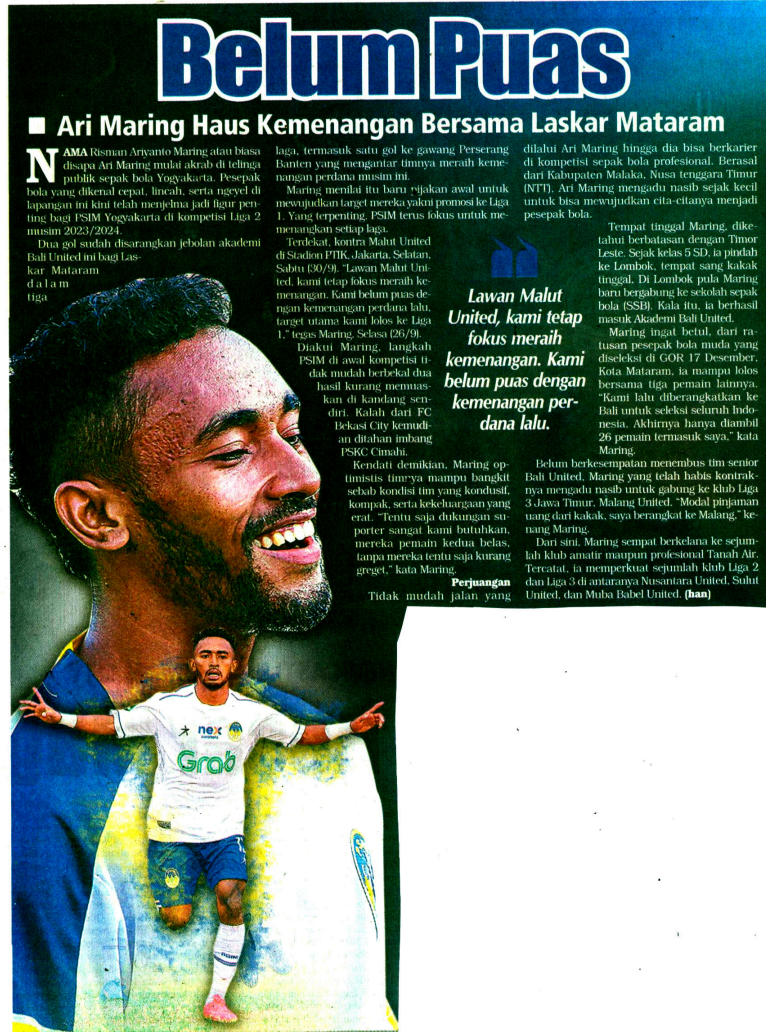 Belum Puas
■ Ari Maring Haus Kemenangan Bersama Laskar Mataram
NAMA Risman Ariyanto Maring atau biasa
disapa Ari Maring mulai akrab di telinga
publik sepak bola Yogyakarta. Pesepak
bola yang dikenal cepat, lincah, serta ngeyel di
lapangan ini kini telah menjelma jadi figur pen-
ting bagi PSIM Yogyakarta di kompetisi Liga 2
musim 2023/2024.
Dua gol sudah disarangkan jebolan akademi
Bali United ini bagi Las-
kar Mataram
dalam
tiga
laga, termasuk satu gol ke gawang Perserang
Banten yang mengantar timnya meraih keme-
nangan perdana musim ini.
Maring menilai itu baru pijakan awal untuk
mewujudkan target mereka yakni promosi ke Liga
1. Yang terpenting, PSIM terus fokus untuk me-
menangkan setiap laga.
Terdekat, kontra Malut United
di Stadion PTIK, Jakarta, Selatan,
Sabtu (30/9). “Lawan Malut Uni-
ted, kami tetap fokus meraih ke-
menangan. Kami belum puas de-
ngan kemenangan perdana lalu,
target utama kami lolos ke Liga
1,” tegas Maring, Selasa (26/9).
Diakui Maring, langkah
PSIM di awal kompetisi ti-
dak mudah berbekal dua
hasil kurang memuas-
kan di kandang sen-
diri. Kalah dari FC
Bekasi City kemudi-
an ditahan imbang
PSKC Cimahi.
Kendati demikian, Maring op-
timistis timnya mampu bangkit
sebab kondisi tim yang kondusif,
kompak, serta kekeluargaan yang
erat. “Tentu saja dukungan su-
porter sangat kami butuhkan,
mereka pemain kedua belas,
tanpa mereka tentu saja kurang
greget,” kata Maring.
Perjuangan
Tidak mudah jalan yang
“
Lawan Malut
United, kami tetap
fokus meraih
kemenangan. Kami
belum puas dengan
kemenangan per-
dana lalu.
dilalui Ari Maring hingga dia bisa berkarier
di kompetisi sepak bola profesional. Berasal
dari Kabupaten Malaka, Nusa tenggara Timur
(NTT). Ari Maring mengadu nasib sejak kecil
untuk bisa mewujudkan cita-citanya menjadi
pesepak bola.
Tempat tinggal Maring, dike-
tahui berbatasan dengan Timor
Leste. Sejak kelas 5 SD, ia pindah
ke Lombok, tempat sang kakak
tinggal. Di Lombok pula Maring
baru bergabung ke sekolah sepak
bola (SSB). Kala itu, ia berhasil
masuk Akademi Bali United.
Maring ingat betul, dari ra-
tusan pesepak bola muda yang
diseleksi di GOR 17 Desember,
Kota Mataram, ia mampu lolos
bersama tiga pemain lainnya.
“Kami lalu diberangkatkan ke
Bali untuk seleksi seluruh Indo-
nesia. Akhirnya hanya diambil
26 pemain termasuk saya,” kata
Maring.
Belum berkesempatan menembus tim senior
Bali United, Maring yang telah habis kontrak-
nya mengadu nasib untuk gabung ke klub Liga
3 Jawa Timur, Malang United. “Modal pinjaman
uang dari kakak, saya berangkat ke Malang,” ke-
nang Maring.
Dari sini, Maring sempat berkelana ke sejum-
lah klub amatir maupun profesional Tanah Air.
Tercatat, ia memperkuat sejumlah klub Liga 2
dan Liga 3 di antaranya Nusantara United, Sulut
United, dan Muba Babel United. (han)
nex
Grab